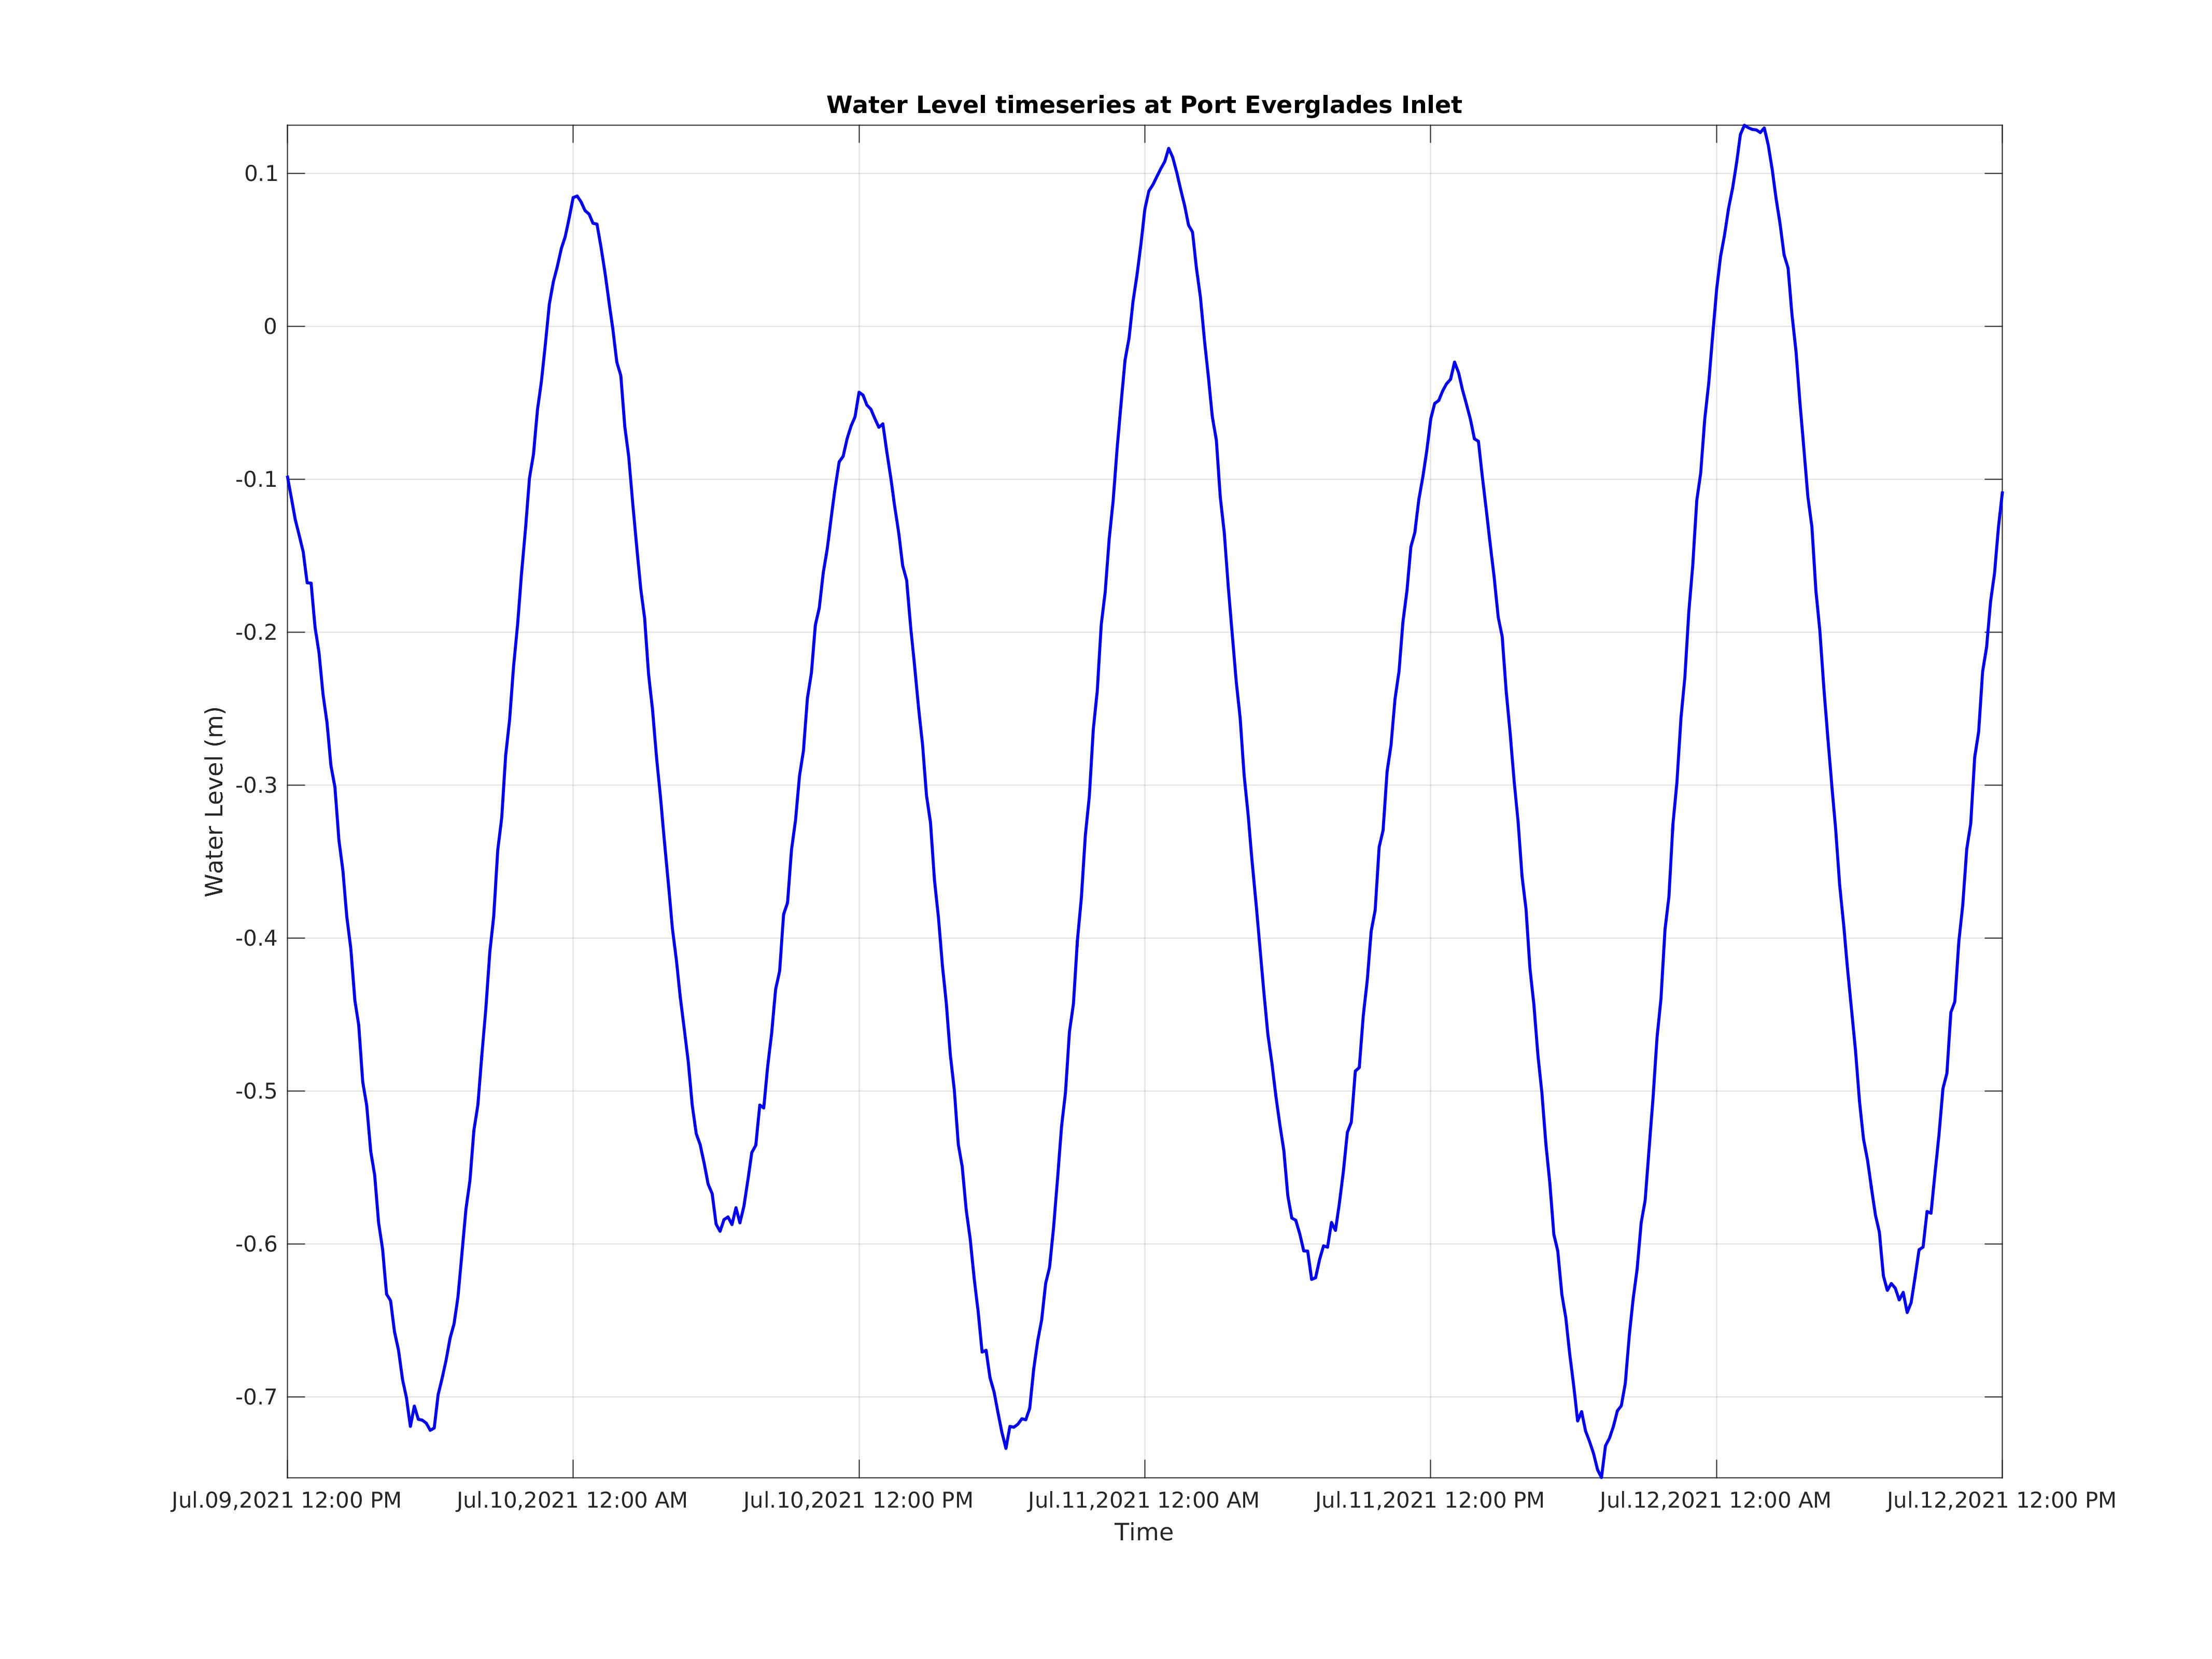 Water Level timeseries at Port Everglades Inlet
0.1
0
-0.1
-0.2
-0.3
-0.4
-0.5
-0.6
-0.7
Water Level (m)
Jul.09,2021 12:00 PM
Jul.10,2021 12:00 AM
Jul.10,2021 12:00 PM
Jul.11,2021 12:00 AM
Jul.11,2021 12:00 PM
Jul.12,2021 12:00 AM
Jul.12,2021 12:00 PM
Time